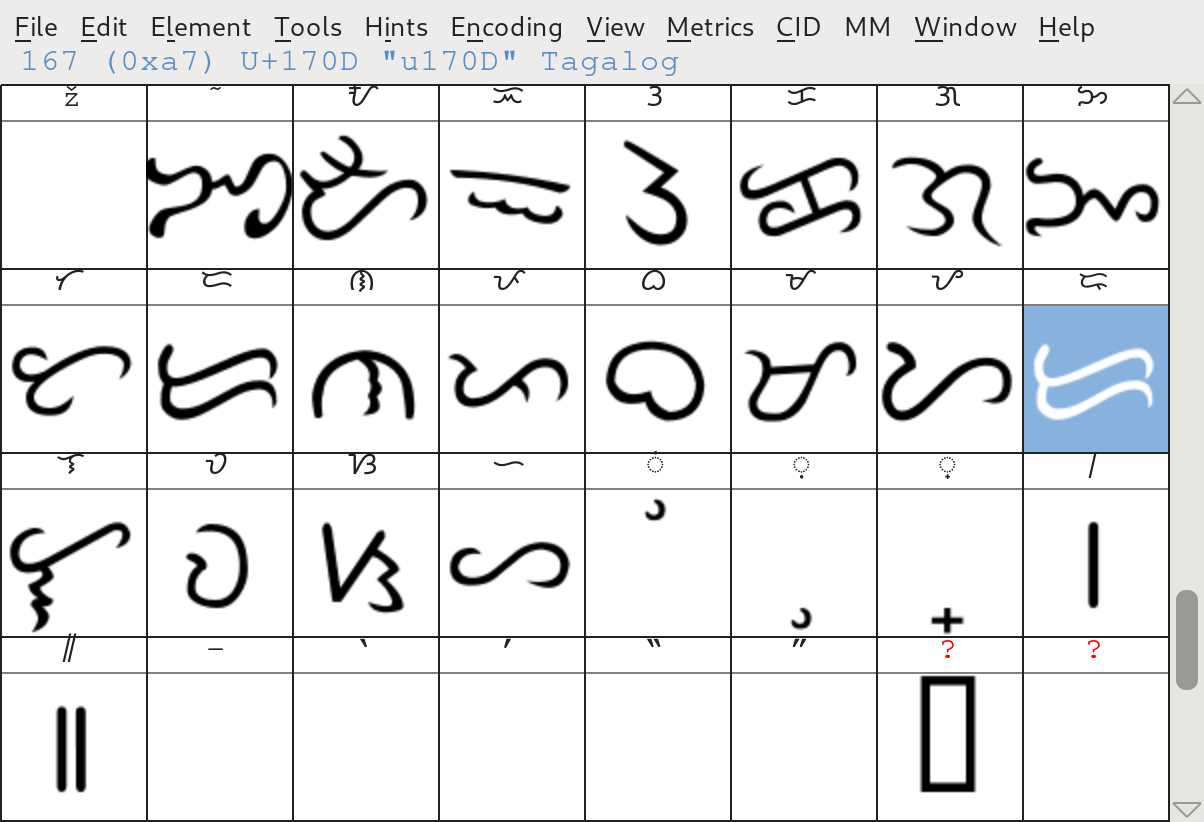 File Edit Element Tools Hints Encoding View Metrics CID MM Window Help
167 (0xa7) U+170D "u170D" Tagalog
ž ˜ ᜀ ᜁ ᜂ ᜃ ᜄ ᜅ
ᜀ ᜁ ᜂ ᜃ ᜄ ᜅ
ᜆ ᜇ ᜈ ᜉ ᜊ ᜋ ᜌ ᜍ
ᜆ ᜇ ᜈ ᜉ ᜊ ᜋ ᜌ ᜍ
ᜎ ᜏ ᜐ ᜑ ᜒ ᜓ ᜔ ᜵
ᜎ ᜏ ᜐ ᜑ ᜒ ᜓ ᜔ ᜵
᜶ – ‘ ’ “ ” ? ?
᜶